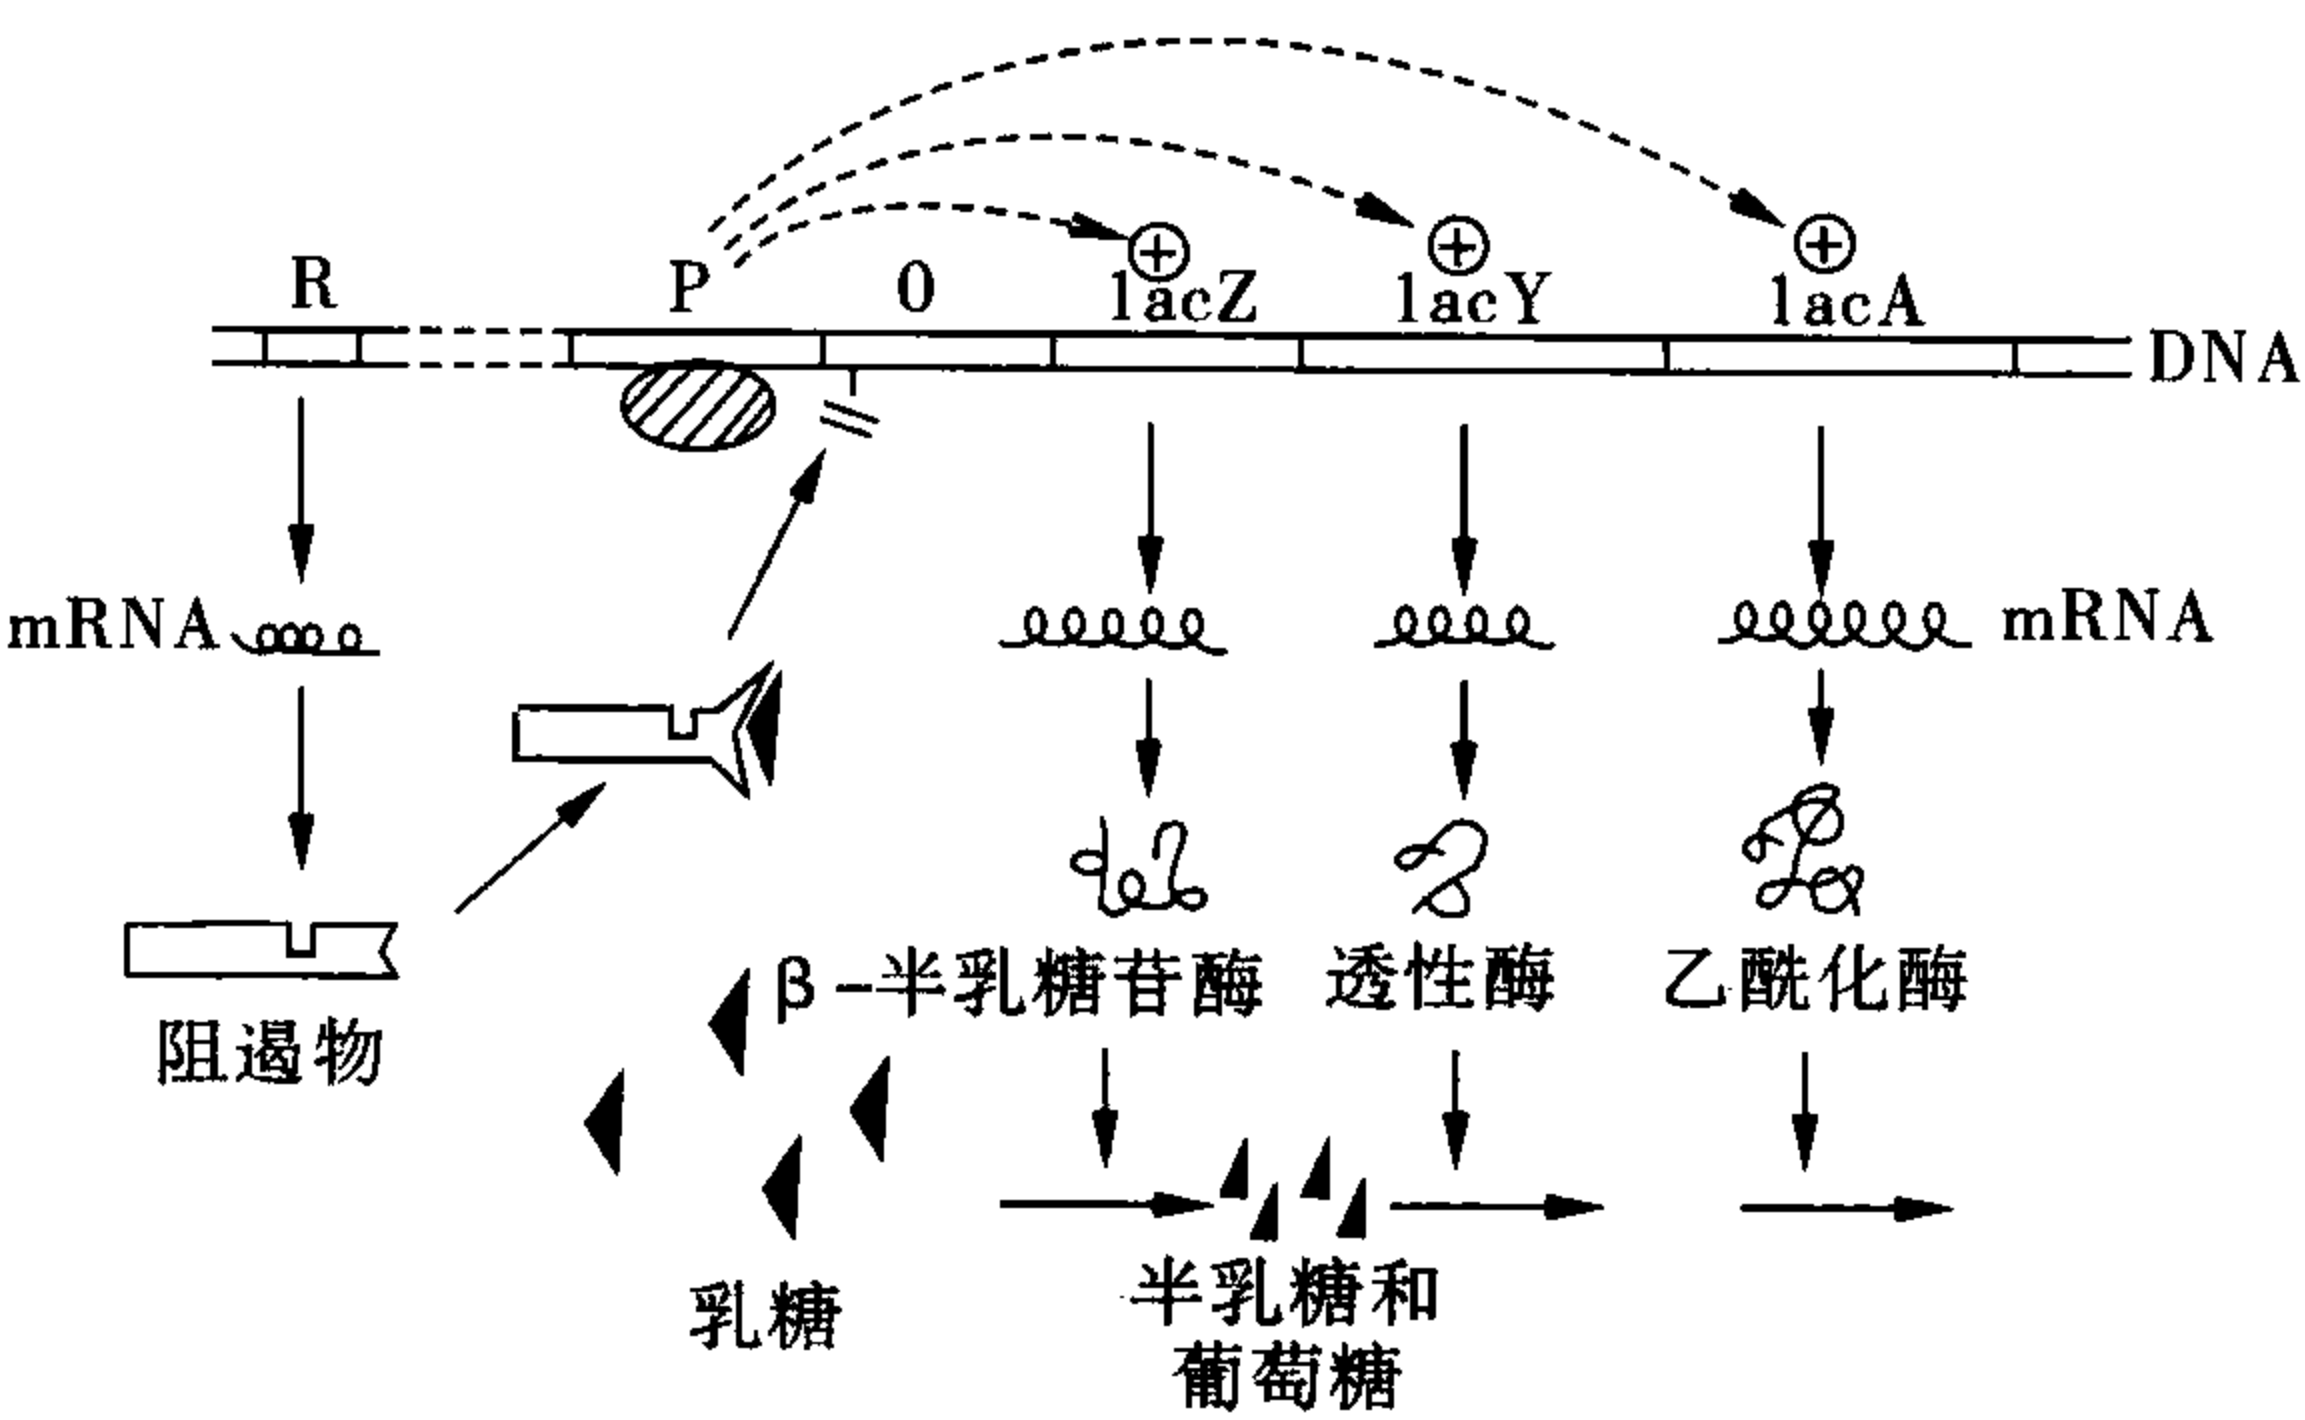 R P 0 lacZ lacY lacA
DNA
mRNA mRNA
β-半乳糖苷酶 透性酶 乙酰化酶
阻遏物
乳糖
半乳糖和
葡萄糖